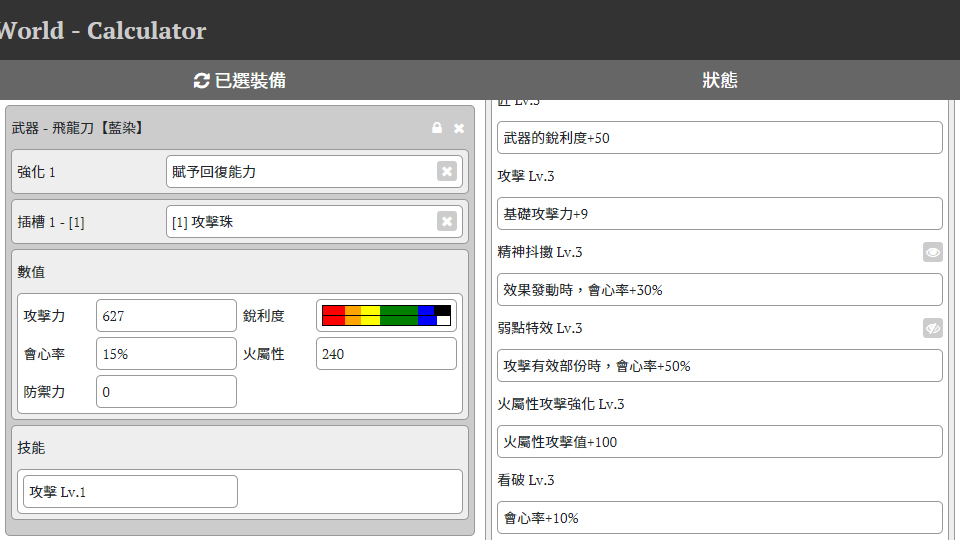 World - Calculator
已選裝備
狀態
武器 - 飛龍刀【藍染】
強化 1
賦予回復能力
插槽 1 - [1]
[1] 攻擊珠
數值
攻擊力
627
銳利度
會心率
15%
火屬性
240
防禦力
0
技能
攻擊 Lv.1
匠 Lv.3
武器的銳利度+50
攻擊 Lv.3
基礎攻擊力+9
精神抖擻 Lv.3
效果發動時，會心率+30%
弱點特效 Lv.3
攻擊有效部份時，會心率+50%
火屬性攻擊強化 Lv.3
火屬性攻擊值+100
看破 Lv.3
會心率+10%